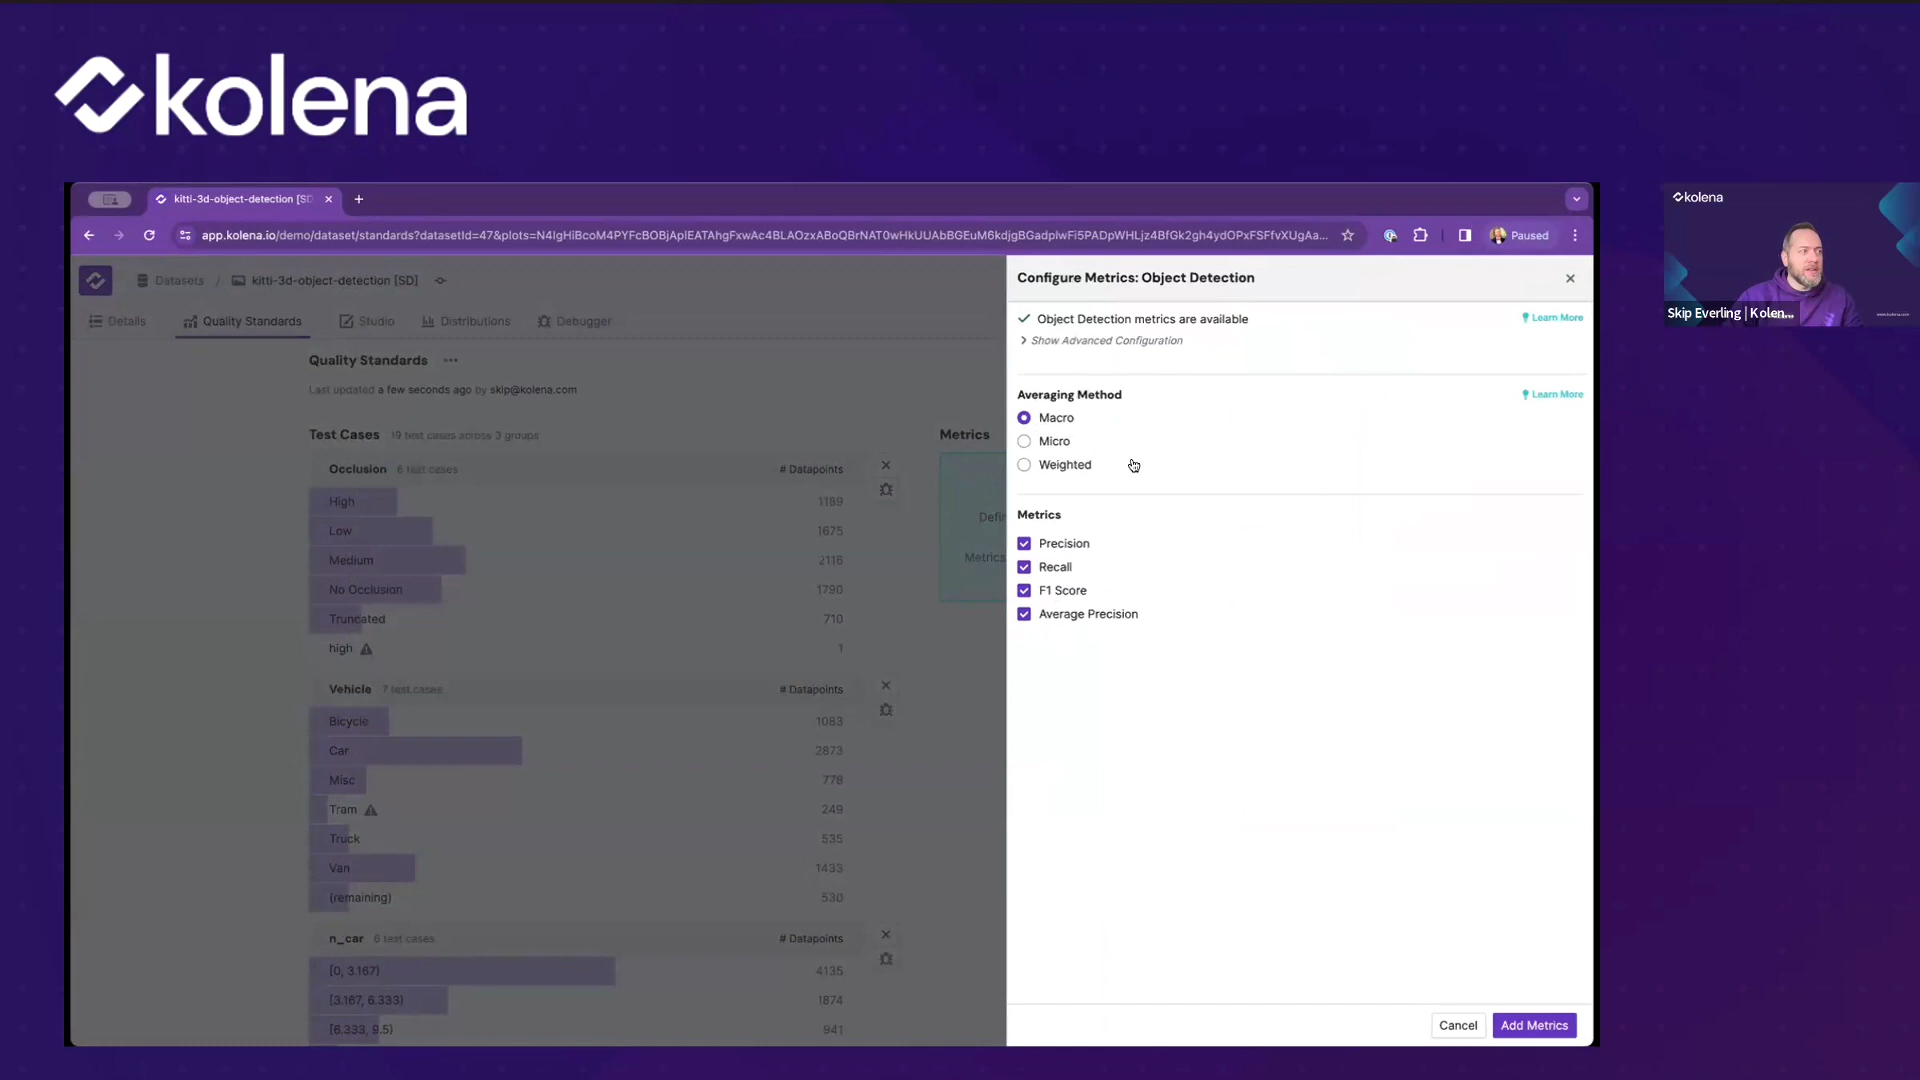 kolena
kitti-3d-object-detection [SD
app.kolena.io/demo/dataset/standards?datasetId=47&plots=N4IgHiBcoM4PYFcBOBjAplEATAhgFxwAc4BLAOzxABoQBrNAT0wHkUUAbBGEuM6kdjgBGadplwFi5PADpWHLjz4BfGk2gh4ydOPxFSFfvXUgAa...
Paused
Datasets / kitti-3d-object-detection [SD]
Details
Quality Standards
Studio
Distributions
Debugger
Quality Standards ...
Last updated a few seconds ago by skip@kolena.com
Test Cases 19 test cases across 3 groups
Occlusion 6 test cases # Datapoints
High 1189
Low 1675
Medium 2116
No Occlusion 1790
Truncated 710
high 1
Vehicle 7 test cases # Datapoints
Bicycle 1083
Car 2873
Misc 778
Tram 249
Truck 535
Van 1433
(remaining) 530
n_car 6 test cases # Datapoints
[0, 3.167) 4135
[3.167, 6.333) 1874
[6.333, 9.5) 941
Metrics
Defin
Metrics
Configure Metrics: Object Detection
Object Detection metrics are available
Learn More
Show Advanced Configuration
Averaging Method
Learn More
Macro
Micro
Weighted
Metrics
Precision
Recall
F1 Score
Average Precision
Cancel
Add Metrics
kolena
Skip Everling | Kolen...